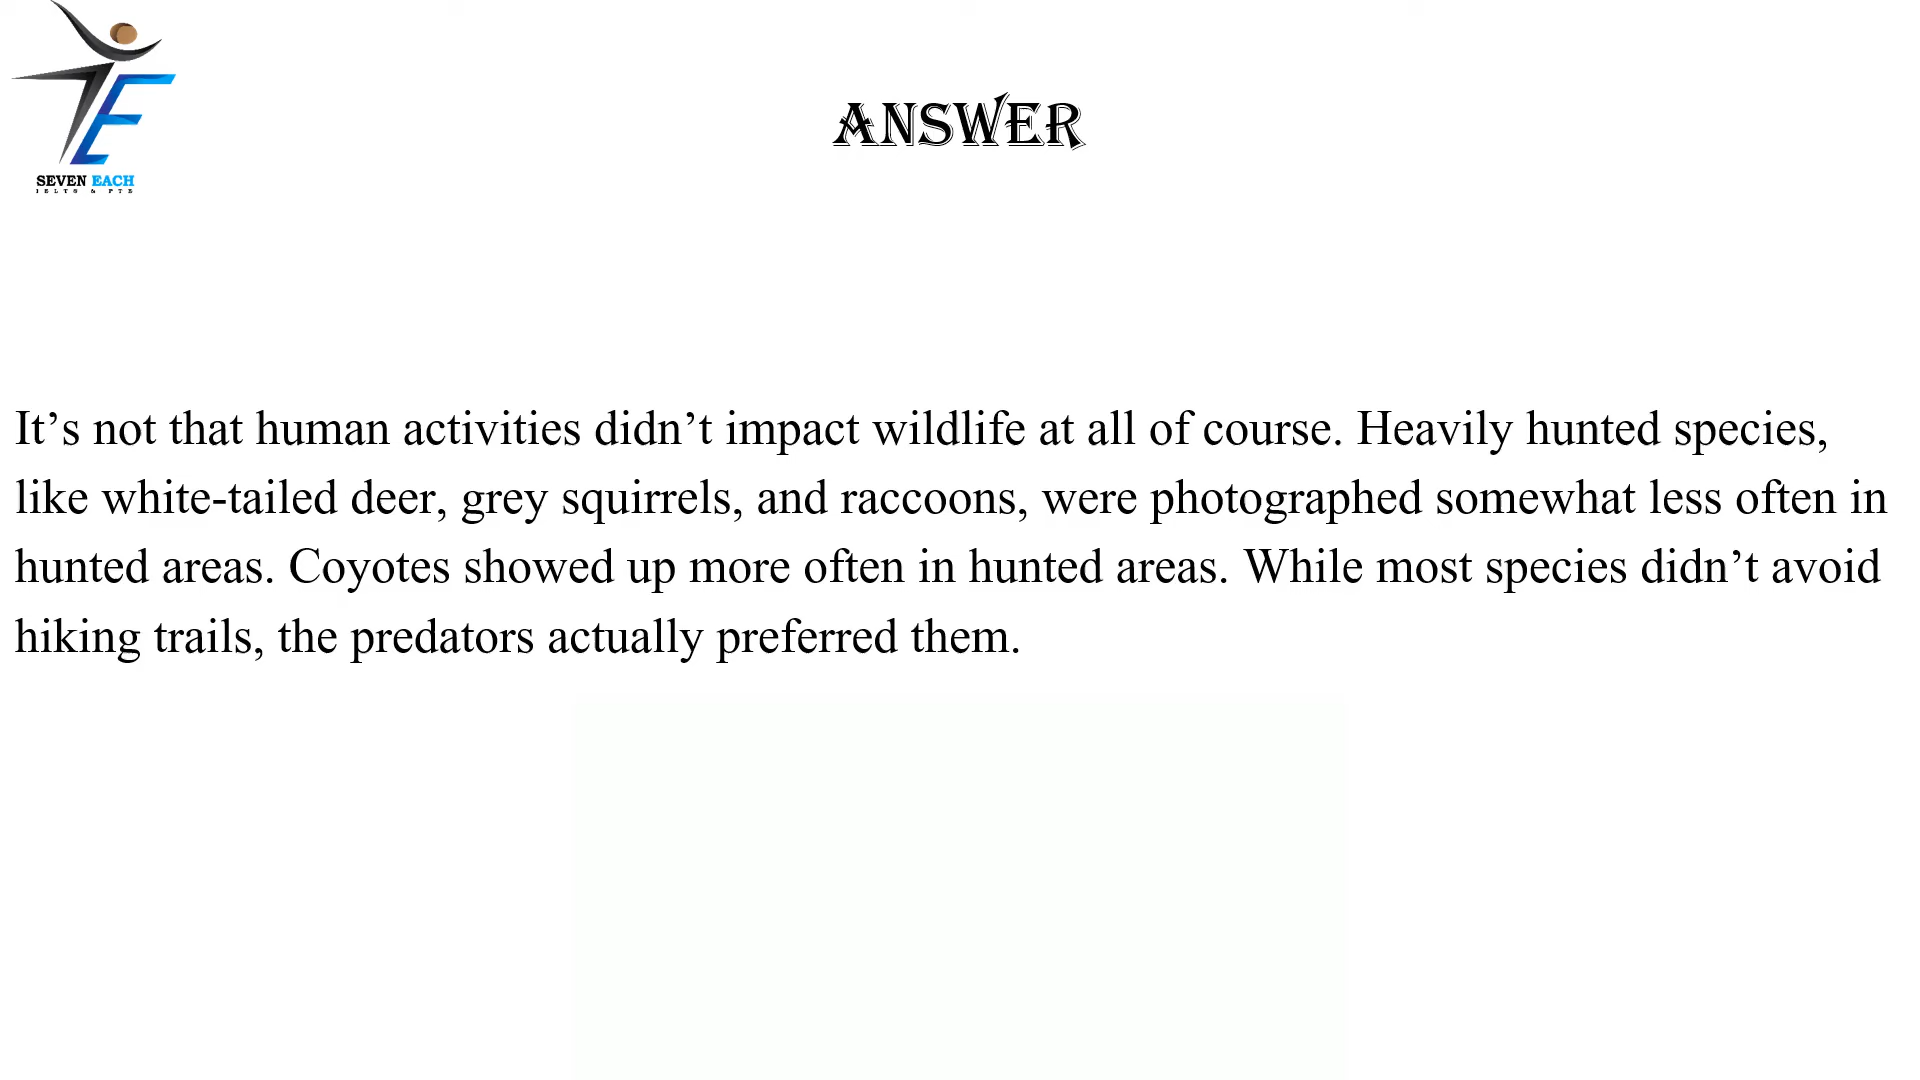 SEVEN EACH
IELTS & PTE
ANSWER
It’s not that human activities didn’t impact wildlife at all of course. Heavily hunted species,
like white-tailed deer, grey squirrels, and raccoons, were photographed somewhat less often in
hunted areas. Coyotes showed up more often in hunted areas. While most species didn’t avoid
hiking trails, the predators actually preferred them.